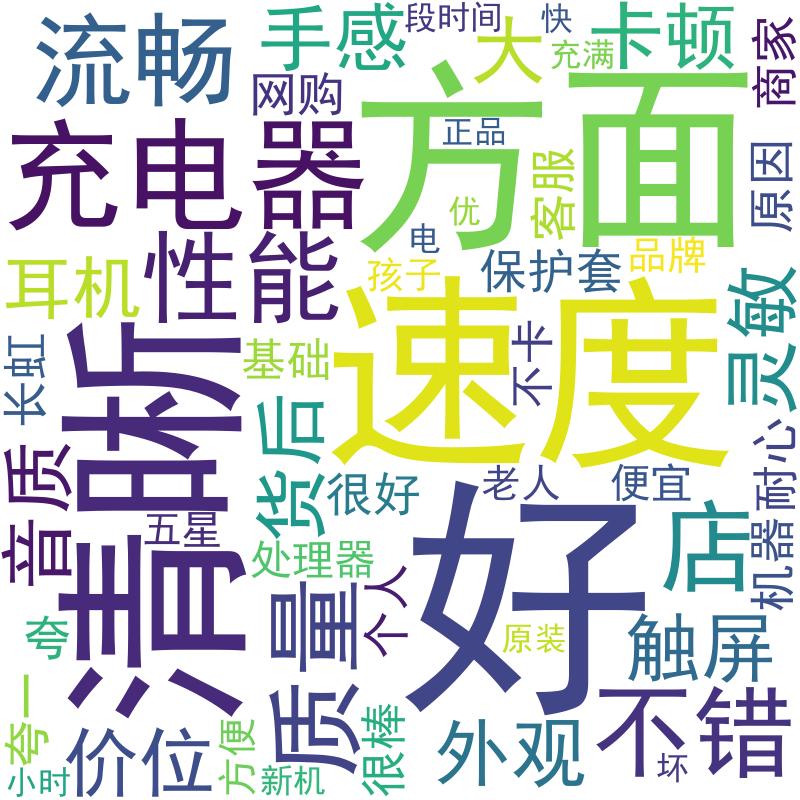 流畅
手感
段时间
快
大
充满
卡顿
商家
网购
方面
正品
充电器
客服
原因
优
电
性能
耳机
孩子
保护套
品牌
灵敏
长虹
清晰
基础
速度
不卡
音质
货后
很好
老人
便宜
耐心
五星
好
店
机器
处理器
质量
个人
夸
原装
触屏
夸一
价位
方便
很棒
外观
不错
小时
新机
坏